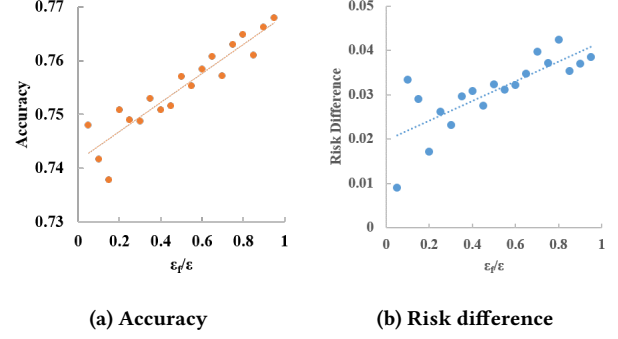 0.77
0.76
0.75
0.74
0.73
Accuracy
0 0.2 0.4 0.6 0.8 1
εf/ε
(a) Accuracy
0.05
0.04
0.03
0.02
0.01
0
Risk Difference
0 0.2 0.4 0.6 0.8 1
εf/ε
(b) Risk difference